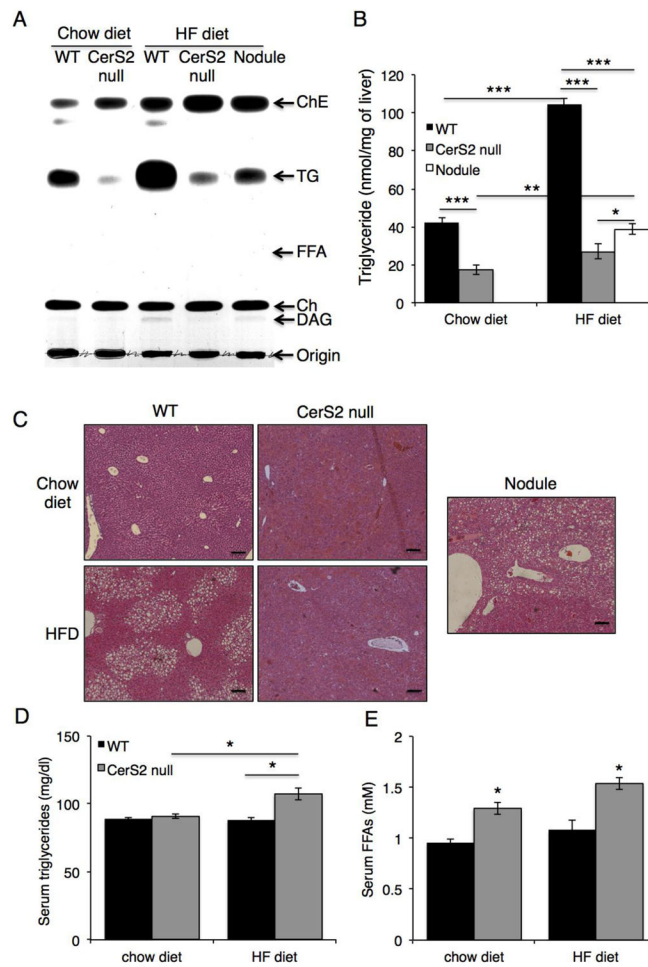 A
Chow diet
HF diet
WT
CerS2 null
WT
CerS2 null
Nodule
ChE
TG
FFA
Ch
DAG
Origin
B
Triglyceride (nmol/mg of liver)
120
100
80
60
40
20
0
WT
CerS2 null
Nodule
***
***
***
***
**
*
Chow diet
HF diet
C
WT
CerS2 null
Chow diet
HFD
Nodule
D
Serum triglycerides (mg/dl)
150
100
50
0
WT
CerS2 null
*
*
chow diet
HF diet
E
Serum FFAs (mM)
2
1.5
1
0.5
0
*
*
chow diet
HF diet